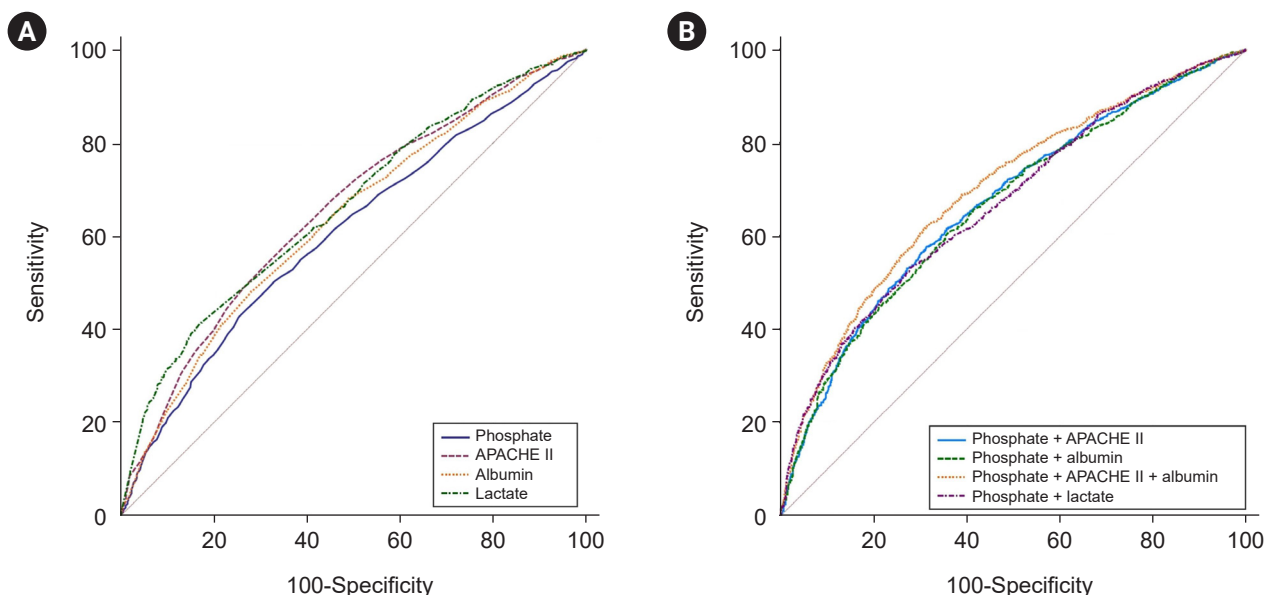 A
100
80
60
40
20
0
Sensitivity
20
40
60
80
100
100-Specificity
Phosphate
APACHE II
Albumin
Lactate
B
100
80
60
40
20
0
Sensitivity
20
40
60
80
100
100-Specificity
Phosphate + APACHE II
Phosphate + albumin
Phosphate + APACHE II + albumin
Phosphate + lactate